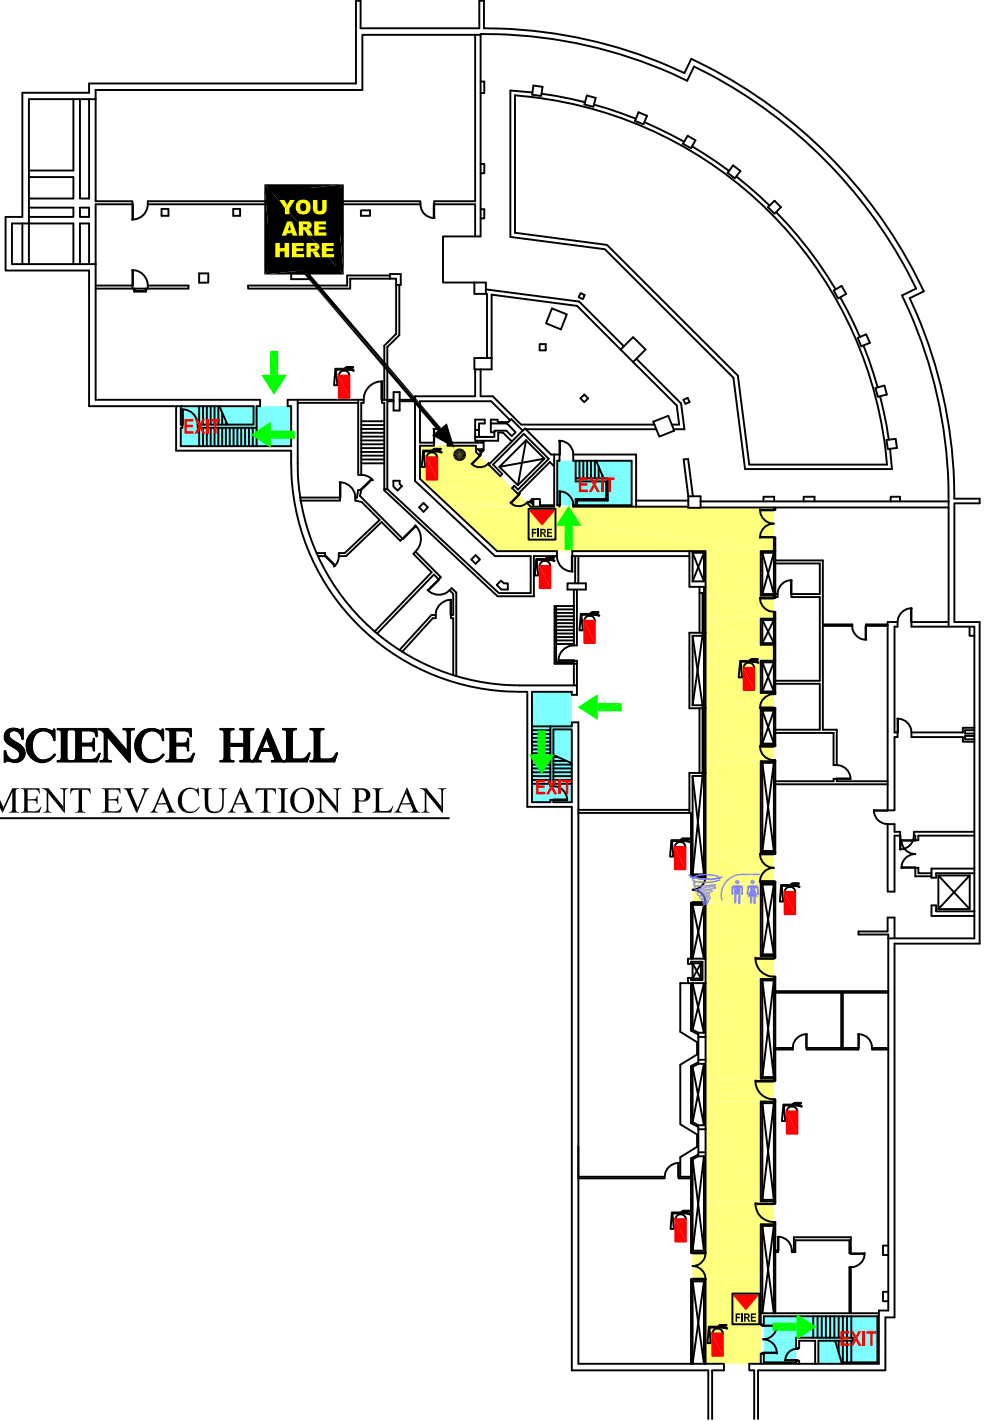 YOU
ARE
HERE
EXIT
EXIT
FIRE
SCIENCE HALL
EXIT
MENT EVACUATION PLAN
FIRE
EXIT